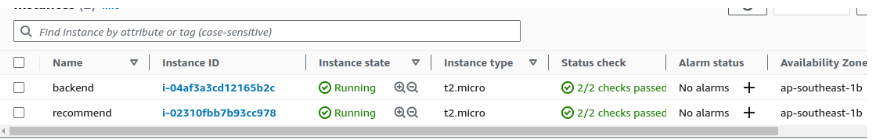 Find Instance by attribute or tag (case-sensitive)
Name Instance ID Instance state Instance type Status check Alarm status Availability Zone
backend i-04af3a3cd12165b2c Running t2.micro 2/2 checks passed No alarms + ap-southeast-1b
recommend i-02310fbb7b93cc978 Running t2.micro 2/2 checks passed No alarms + ap-southeast-1b